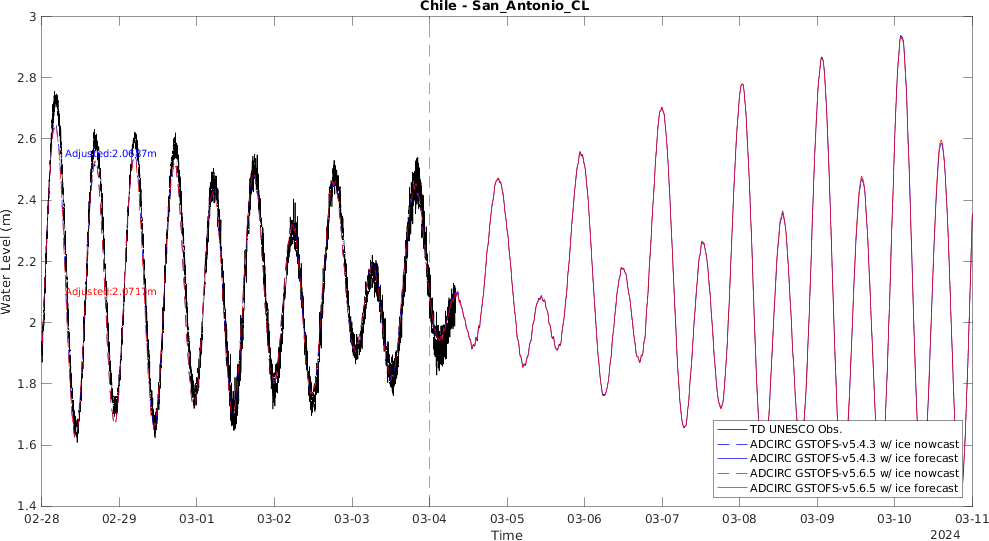 Chile - San_Antonio_CL
Water Level (m)
3
2.8
2.6
2.4
2.2
2
1.8
1.6
1.4
Adjusted:2.0687m
Adjusted:2.0717m
TD UNESCO Obs.
ADCIRC GSTOFS-v5.4.3 w/ ice nowcast
ADCIRC GSTOFS-v5.4.3 w/ ice forecast
ADCIRC GSTOFS-v5.6.5 w/ ice nowcast
ADCIRC GSTOFS-v5.6.5 w/ ice forecast
02-28 02-29 03-01 03-02 03-03 03-04 03-05 03-06 03-07 03-08 03-09 03-10 03-11
Time
2024